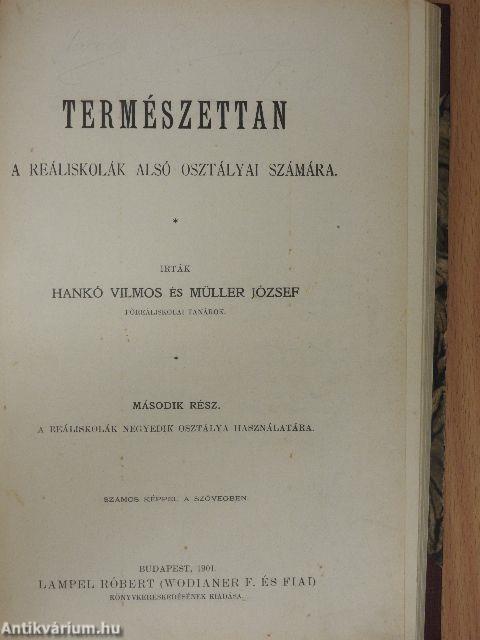 TERMÉSZETTAN
A REÁLISKOLÁK ALSÓ OSZTÁLYAI SZÁMÁRA.
*
IRTÁK
HANKÓ VILMOS ÉS MÜLLER JÓZSEF
FŐREÁLISKOLAI TANÁROK.
*
MÁSODIK RÉSZ.
A REÁLISKOLÁK NEGYEDIK OSZTÁLYA HASZNÁLATÁRA.
SZÁMOS KÉPPEL A SZÖVEGBEN.
BUDAPEST, 1901.
LAMPEL RÓBERT (WODIANER F. ÉS FIAI)
KÖNYVKERESKEDÉSÉNEK KIADÁSA.
Antikvárium.hu